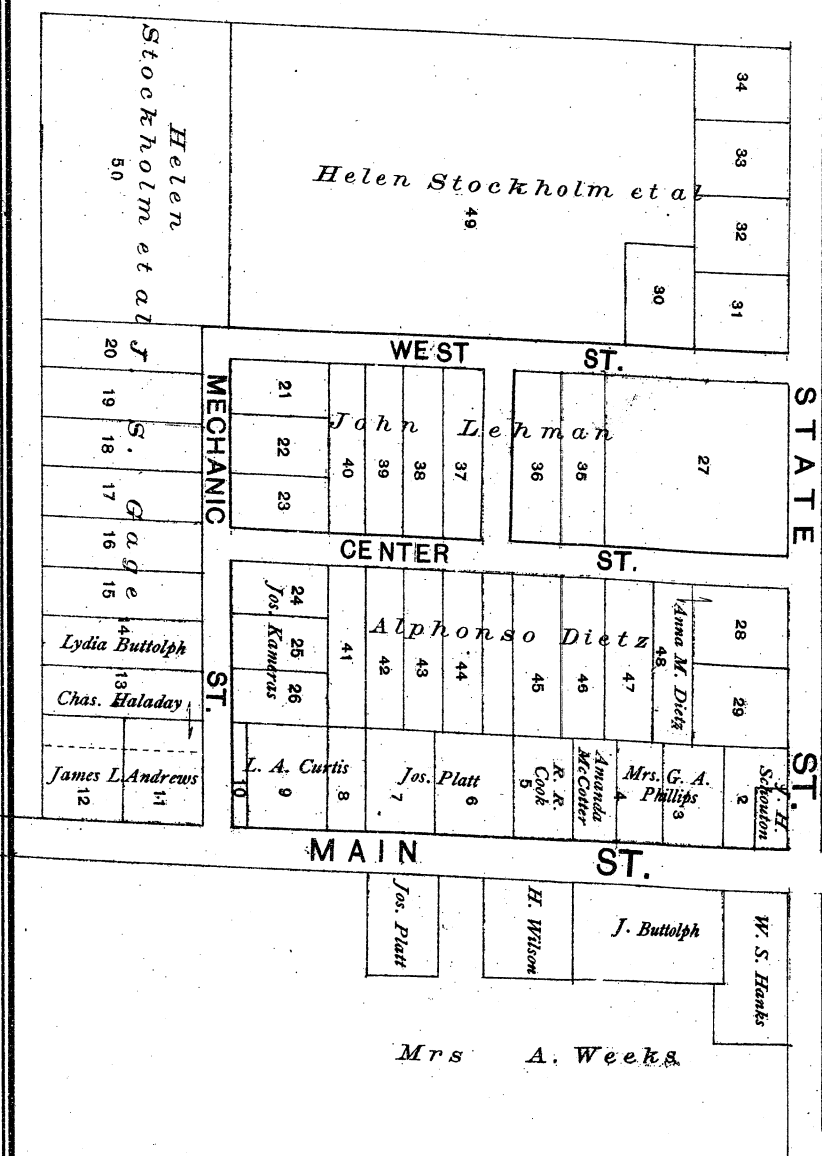 Helen
Stockholm et al
50
Helen Stockholm et al
49
34
33
32
31
30
WEST ST.
MECHANIC ST.
STATE ST.
J. S. Gage
20
19
18
17
16
15
21
22
23
John Lehman
40
39
38
37
36
35
27
CENTER ST.
14
Lydia Buttolph
13
Chas. Haladay
James L Andrews
12
11
24
25
26
Jos. Kameras
41
Alphonso Dietz
42
43
44
45
46
47
48
Anna M. Dietz
28
29
10
L. A. Curtis
9
8
Jos. Platt
7
6
R. R.
Cook
5
Amanda
McCotter
4
Mrs. G. A.
Phillips
3
2
J. H.
Schouton
MAIN ST.
Jos. Platt
H. Wilson
J. Buttolph
W. S. Hanks
Mrs A. Weeks